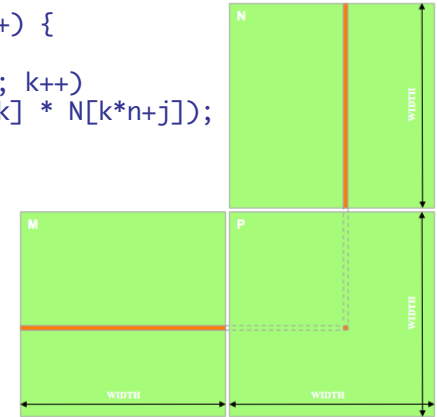 +) {
; k++)
k] * N[k*n+j]);
N
WIDTH
M
P
WIDTH
WIDTH
WIDTH